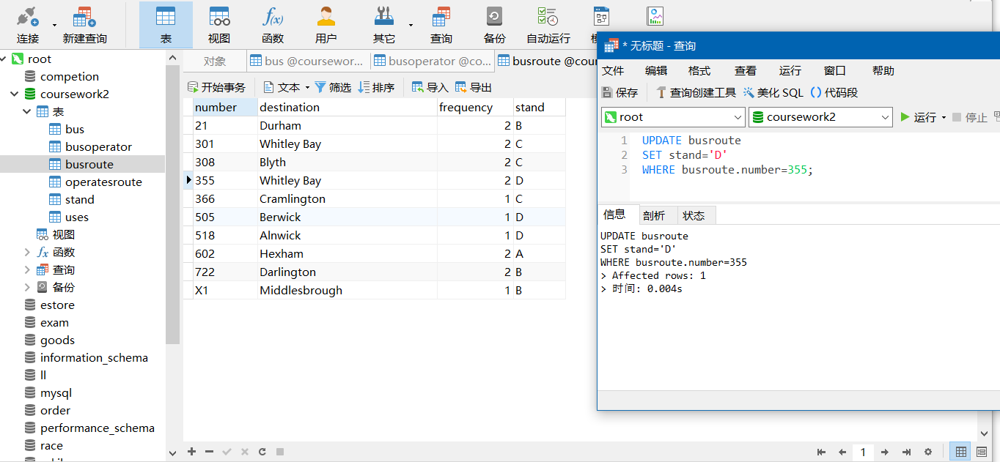 连接 新建查询 表 视图 函数 用户 其它 查询 备份 自动运行
root
competion
coursework2
表
bus
busoperator
busroute
operatesroute
stand
uses
视图
fx 函数
查询
备份
estore
exam
goods
information_schema
ll
mysql
order
performance_schema
race
对象 bus @coursewor... busoperator @co... busroute @cour
开始事务 文本 筛选 排序 导入 导出
number destination frequency stand
21 Durham 2 B
301 Whitley Bay 2 C
308 Blyth 2 C
355 Whitley Bay 2 D
366 Cramlington 1 C
505 Berwick 1 D
518 Alnwick 1 D
602 Hexham 2 A
722 Darlington 2 B
X1 Middlesbrough 1 B
1
* 无标题 - 查询
文件 编辑 格式 查看 运行 窗口 帮助
保存 查询创建工具 美化 SQL () 代码段
root coursework2 运行 停止
1 UPDATE busroute
2 SET stand='D'
3 WHERE busroute.number=355;
信息 剖析 状态
UPDATE busroute
SET stand='D'
WHERE busroute.number=355
> Affected rows: 1
> 时间: 0.004s